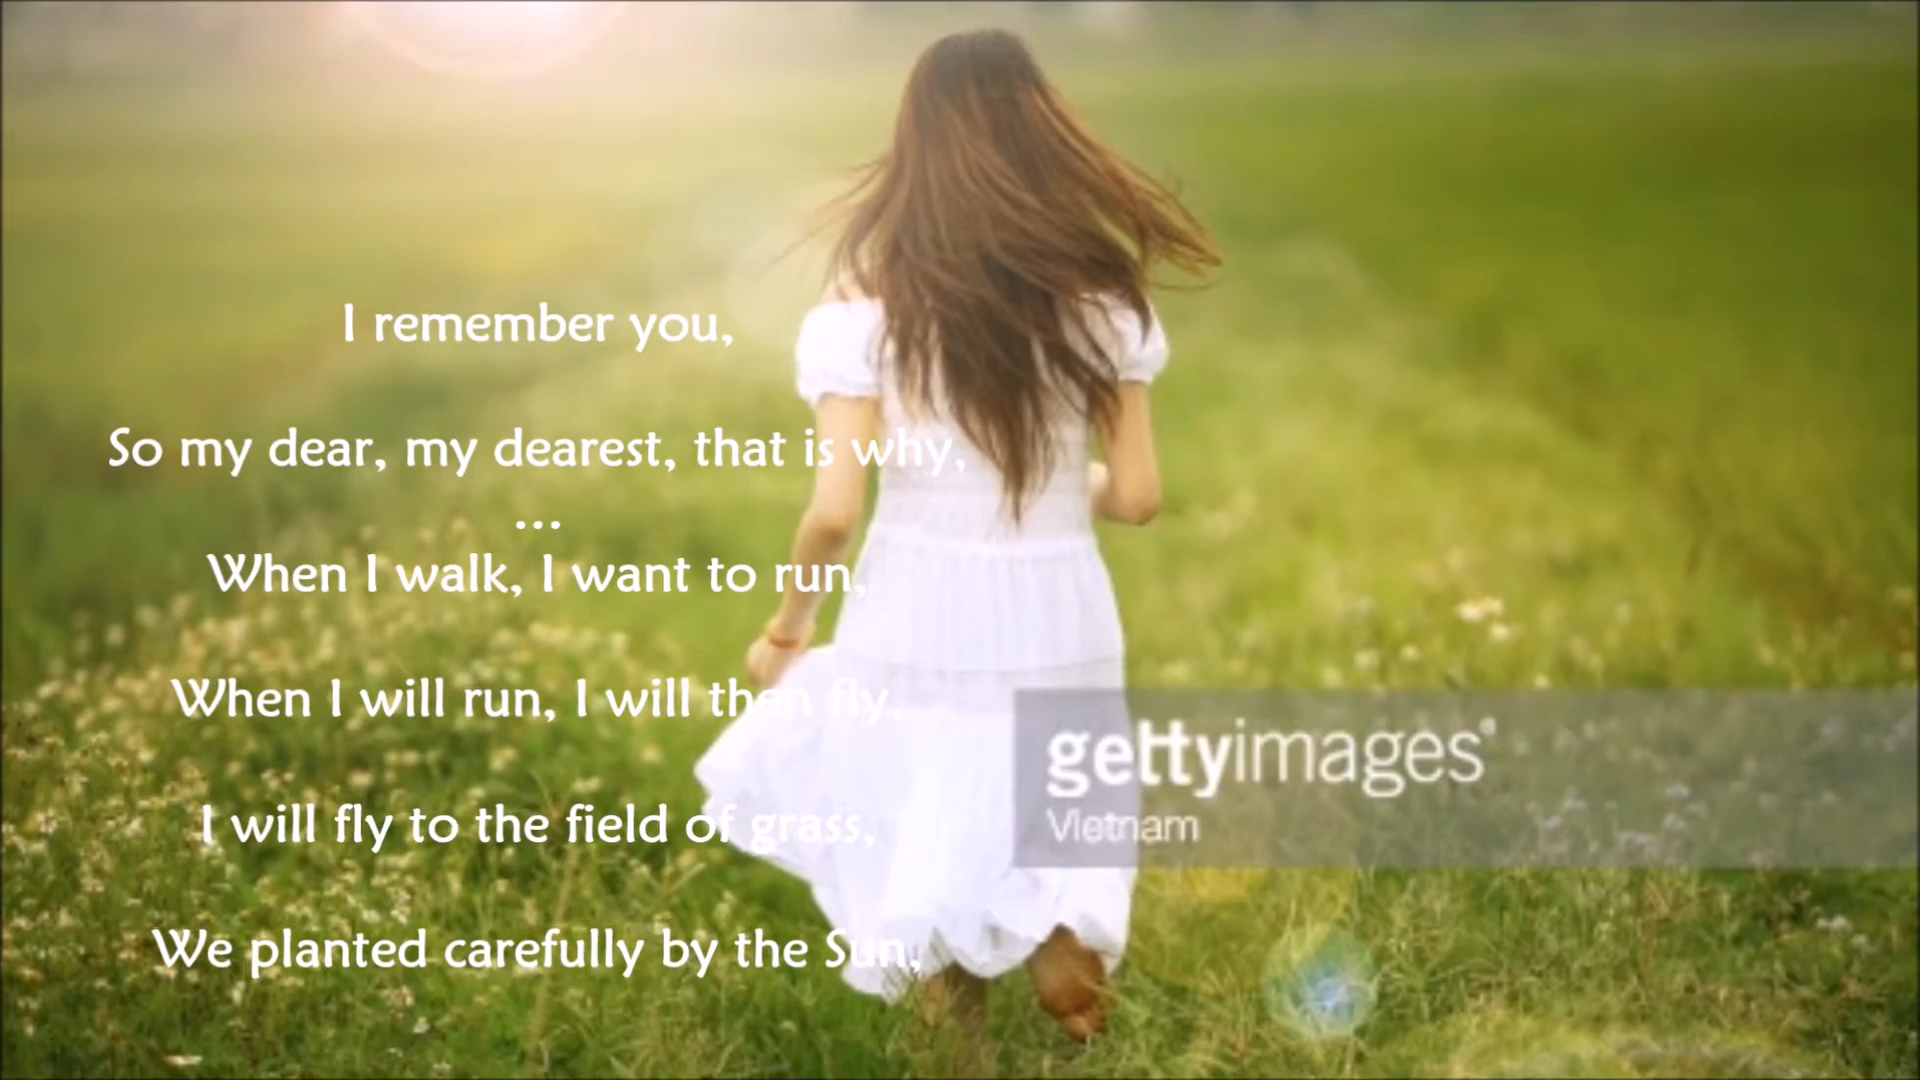 I remember you,
So my dear, my dearest, that is why,
...
When I walk, I want to run,
When I will run, I will then fly.
I will fly to the field of grass,
We planted carefully by the Sun,
gettyimages®
Vietnam